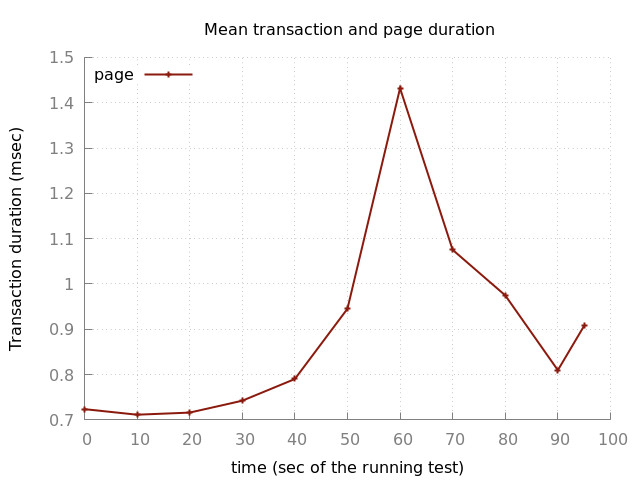 Mean transaction and page duration
page
1.5
1.4
1.3
1.2
1.1
1
0.9
0.8
0.7
Transaction duration (msec)
0 10 20 30 40 50 60 70 80 90 100
time (sec of the running test)